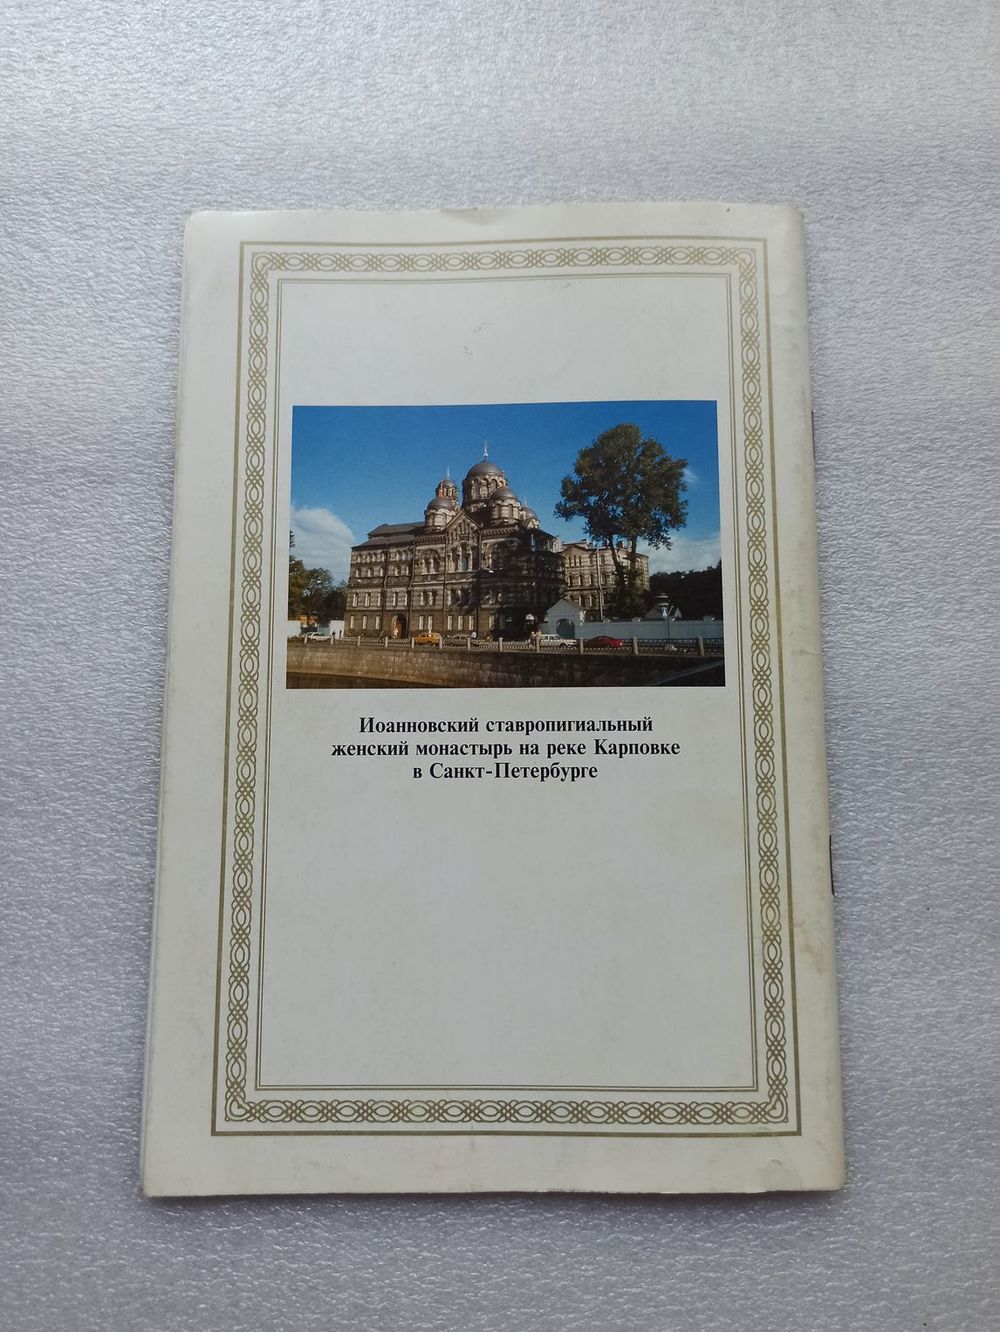 Иоанновский ставропигиальный
женский монастырь на реке Карповке
в Санкт-Петербурге